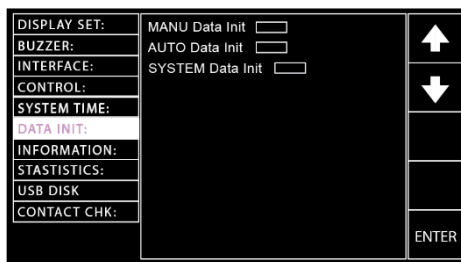 DISPLAY SET:
BUZZER:
INTERFACE:
CONTROL:
SYSTEM TIME:
DATA INIT:
INFORMATION:
STASTISTICS:
USB DISK
CONTACT CHK:
MANU Data Init
AUTO Data Init
SYSTEM Data Init
ENTER